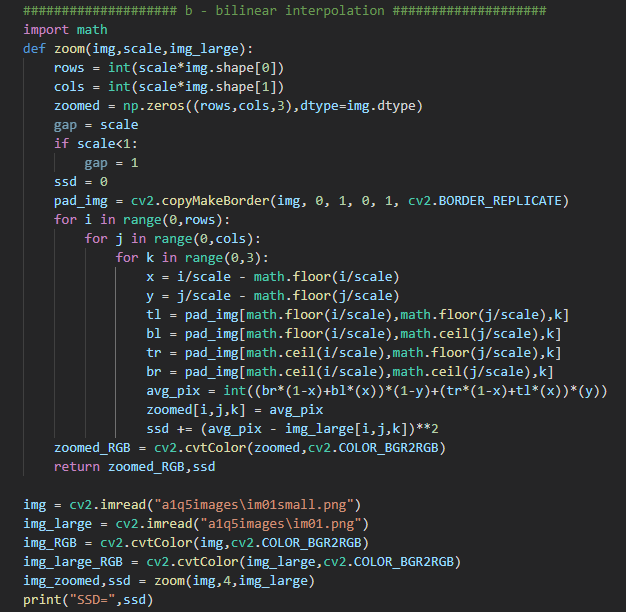 #################### b - bilinear interpolation ####################
import math
def zoom(img,scale,img_large):
    rows = int(scale*img.shape[0])
    cols = int(scale*img.shape[1])
    zoomed = np.zeros((rows,cols,3),dtype=img.dtype)
    gap = scale
    if scale<1:
        gap = 1
    ssd = 0
    pad_img = cv2.copyMakeBorder(img, 0, 1, 0, 1, cv2.BORDER_REPLICATE)
    for i in range(0,rows):
        for j in range(0,cols):
            for k in range(0,3):
                x = i/scale - math.floor(i/scale)
                y = j/scale - math.floor(j/scale)
                tl = pad_img[math.floor(i/scale),math.floor(j/scale),k]
                bl = pad_img[math.floor(i/scale),math.ceil(j/scale),k]
                tr = pad_img[math.ceil(i/scale),math.floor(j/scale),k]
                br = pad_img[math.ceil(i/scale),math.ceil(j/scale),k]
                avg_pix = int((br*(1-x)+bl*(x))*(1-y)+(tr*(1-x)+tl*(x))*(y))
                zoomed[i,j,k] = avg_pix
                ssd += (avg_pix - img_large[i,j,k])**2
    zoomed_RGB = cv2.cvtColor(zoomed,cv2.COLOR_BGR2RGB)
    return zoomed_RGB,ssd

img = cv2.imread("a1q5images\im01small.png")
img_large = cv2.imread("a1q5images\im01.png")
img_RGB = cv2.cvtColor(img,cv2.COLOR_BGR2RGB)
img_large_RGB = cv2.cvtColor(img_large,cv2.COLOR_BGR2RGB)
img_zoomed,ssd = zoom(img,4,img_large)
print("SSD=",ssd)